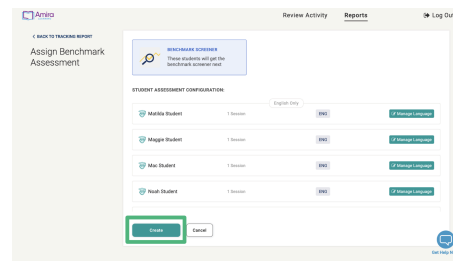 Amira
Review Activity
Reports
Log Out
< BACK TO TRACKING REPORT
Assign Benchmark
Assessment
BENCHMARK SCREENER
These students will get the
benchmark screener next
STUDENT ASSESSMENT CONFIGURATION:
English Only
Matilda Student 1 Session ENG Manage Language
Maggie Student 1 Session ENG Manage Language
Mac Student 1 Session ENG Manage Language
Noah Student 1 Session ENG Manage Language
Create Cancel
Get Help